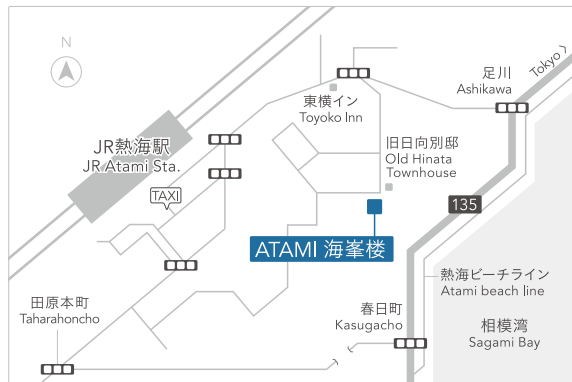 N
足川
Ashikawa
Tokyo >
東横イン
Toyoko Inn
JR熱海駅
JR Atami Sta.
旧日向別邸
Old Hinata
Townhouse
TAXI
135
ATAMI 海峯楼
熱海ビーチライン
Atami beach line
田原本町
Taharahoncho
春日町
Kasugacho
相模湾
Sagami Bay